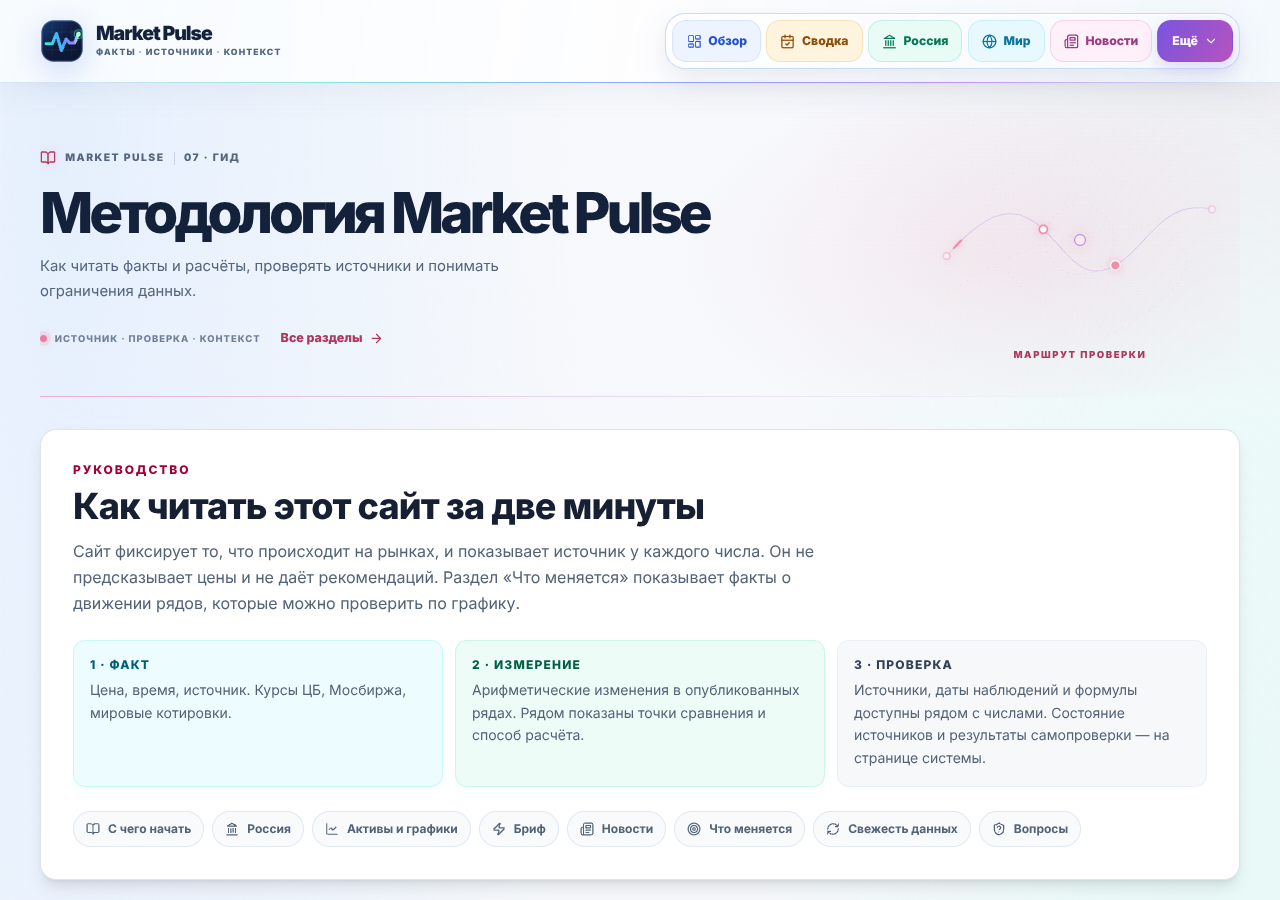 Market Pulse
ФАКТЫ · ИСТОЧНИКИ · КОНТЕКСТ
Обзор
Сводка
Россия
Мир
Новости
Ещё
MARKET PULSE
07 · ГИД
Методология Market Pulse
Как читать факты и расчёты, проверять источники и понимать
ограничения данных.
ИСТОЧНИК · ПРОВЕРКА · КОНТЕКСТ
Все разделы
МАРШРУТ ПРОВЕРКИ
РУКОВОДСТВО
Как читать этот сайт за две минуты
Сайт фиксирует то, что происходит на рынках, и показывает источник у каждого числа. Он не
предсказывает цены и не даёт рекомендаций. Раздел «Что меняется» показывает факты о
движении рядов, которые можно проверить по графику.
1 · ФАКТ
Цена, время, источник. Курсы ЦБ, Мосбиржа,
мировые котировки.
2 · ИЗМЕРЕНИЕ
Арифметические изменения в опубликованных
рядах. Рядом показаны точки сравнения и
способ расчёта.
3 · ПРОВЕРКА
Источники, даты наблюдений и формулы
доступны рядом с числами. Состояние
источников и результаты самопроверки — на
странице системы.
С чего начать
Россия
Активы и графики
Бриф
Новости
Что меняется
Свежесть данных
Вопросы